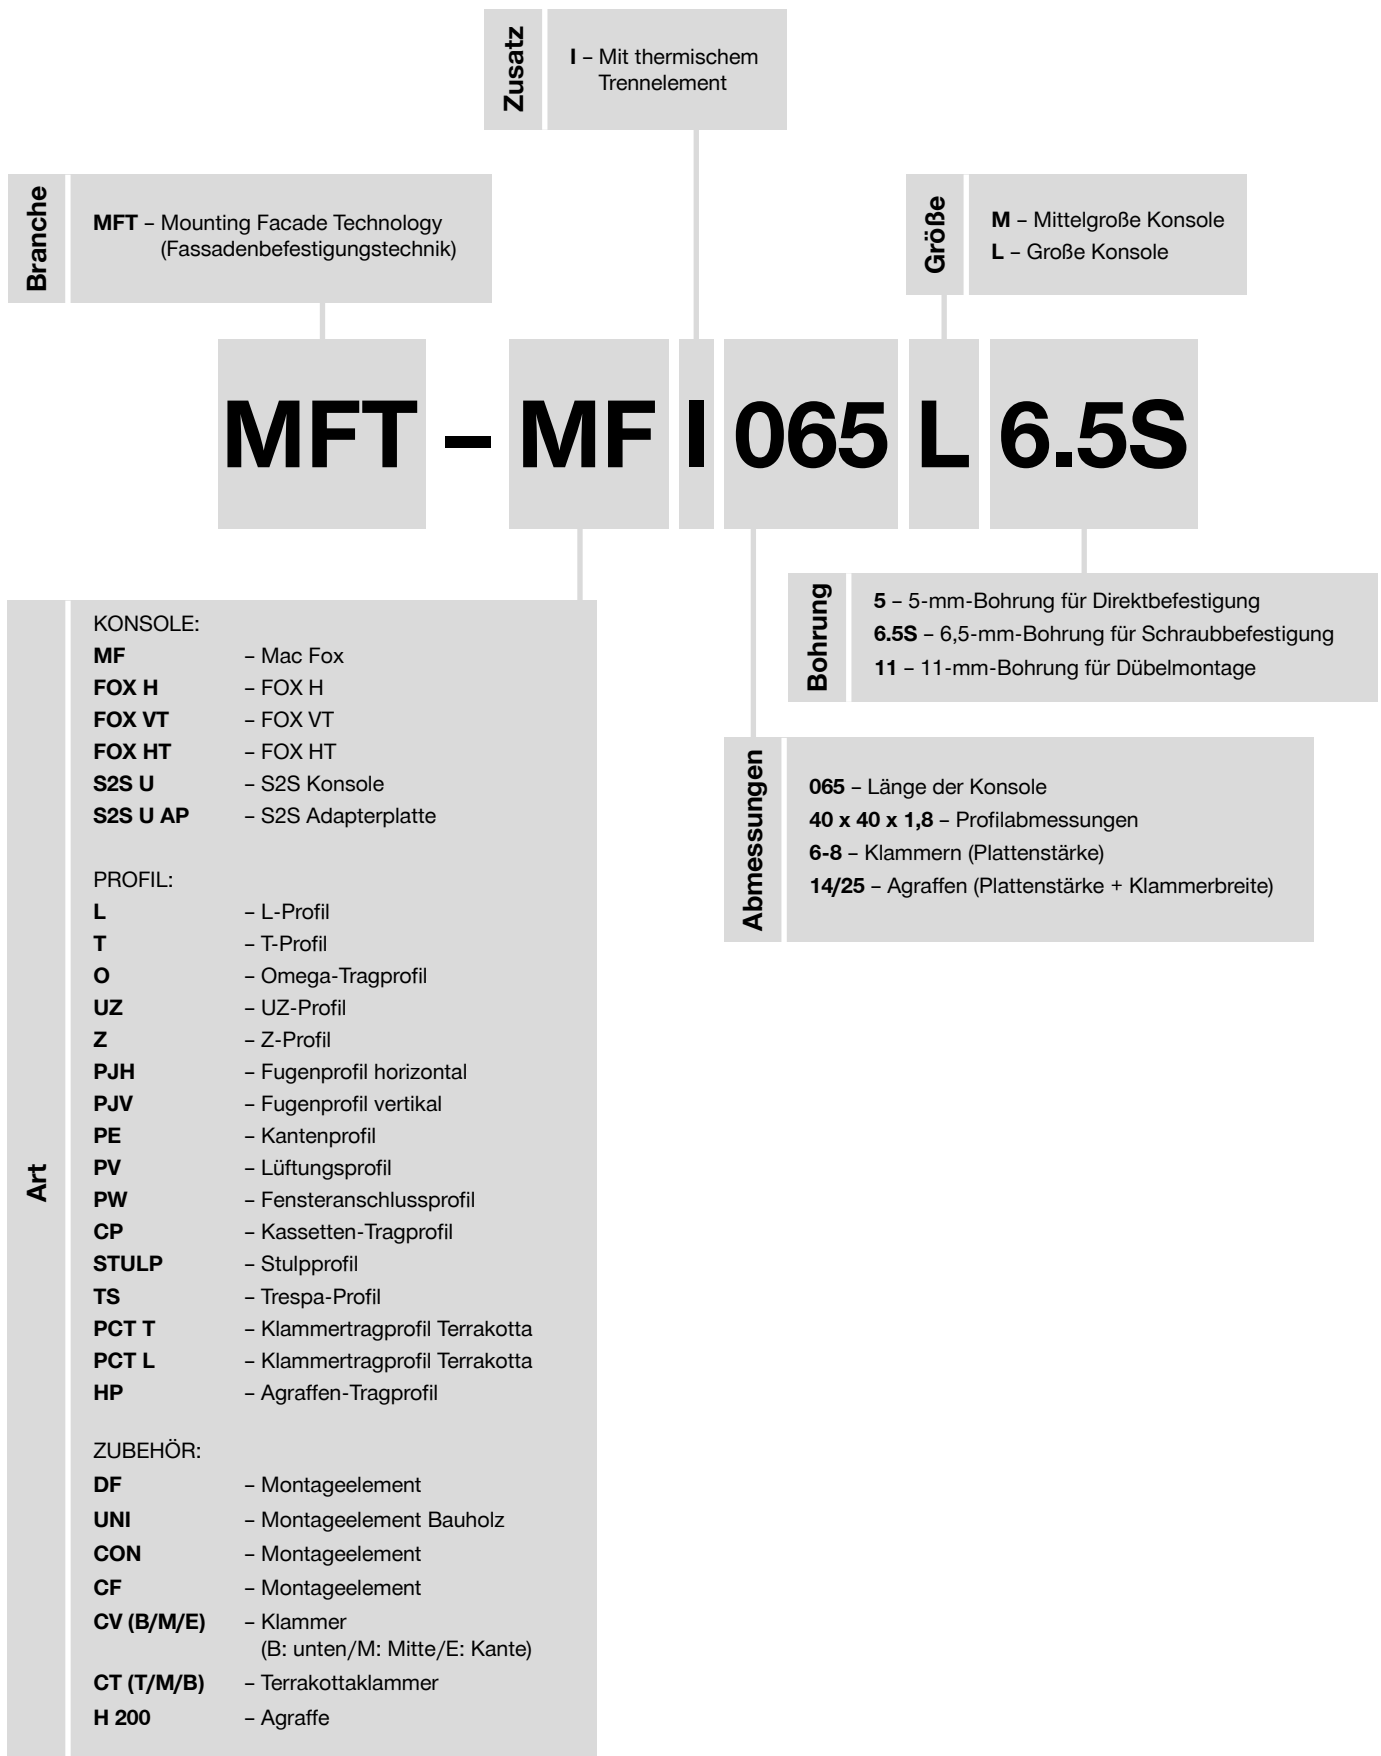 Zusatz
I – Mit thermischem
Trennelement
Branche
MFT – Mounting Facade Technology
(Fassadenbefestigungstechnik)
Größe
M – Mittelgroße Konsole
L – Große Konsole
MFT – MF I 065 L 6.5S
Bohrung
5 – 5-mm-Bohrung für Direktbefestigung
6.5S – 6,5-mm-Bohrung für Schraubbefestigung
11 – 11-mm-Bohrung für Dübelmontage
Abmessungen
065 – Länge der Konsole
40 x 40 x 1,8 – Profilabmessungen
6-8 – Klammern (Plattenstärke)
14/25 – Agraffen (Plattenstärke + Klammerbreite)
Art
KONSOLE:
MF – Mac Fox
FOX H – FOX H
FOX VT – FOX VT
FOX HT – FOX HT
S2S U – S2S Konsole
S2S U AP – S2S Adapterplatte
PROFIL:
L – L-Profil
T – T-Profil
O – Omega-Tragprofil
UZ – UZ-Profil
Z – Z-Profil
PJH – Fugenprofil horizontal
PJV – Fugenprofil vertikal
PE – Kantenprofil
PV – Lüftungsprofil
PW – Fensteranschlussprofil
CP – Kassetten-Tragprofil
STULP – Stulpprofil
TS – Trespa-Profil
PCT T – Klammertragprofil Terrakotta
PCT L – Klammertragprofil Terrakotta
HP – Agraffen-Tragprofil
ZUBEHÖR:
DF – Montageelement
UNI – Montageelement Bauholz
CON – Montageelement
CF – Montageelement
CV (B/M/E) – Klammer
(B: unten/M: Mitte/E: Kante)
CT (T/M/B) – Terrakottaklammer
H 200 – Agraffe